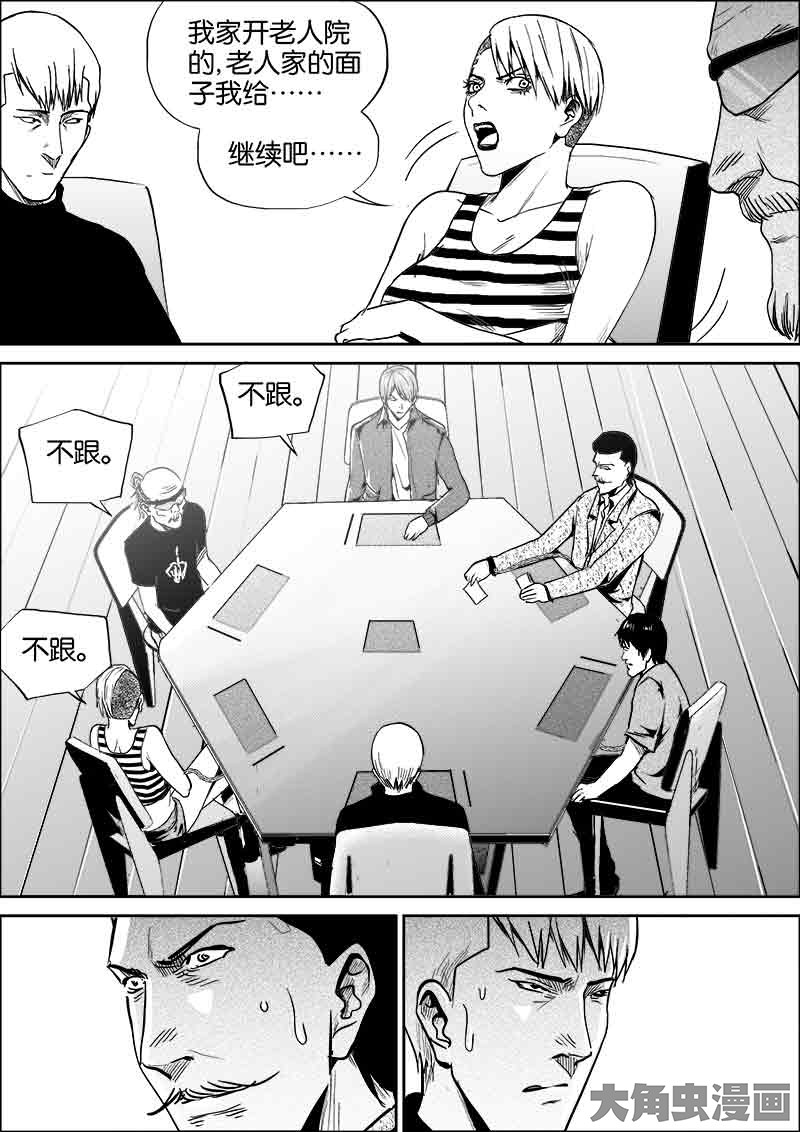 我家开老人院
的,老人家的面
子我给……
继续吧……
不跟。
不跟。
不跟。
大角虫漫画